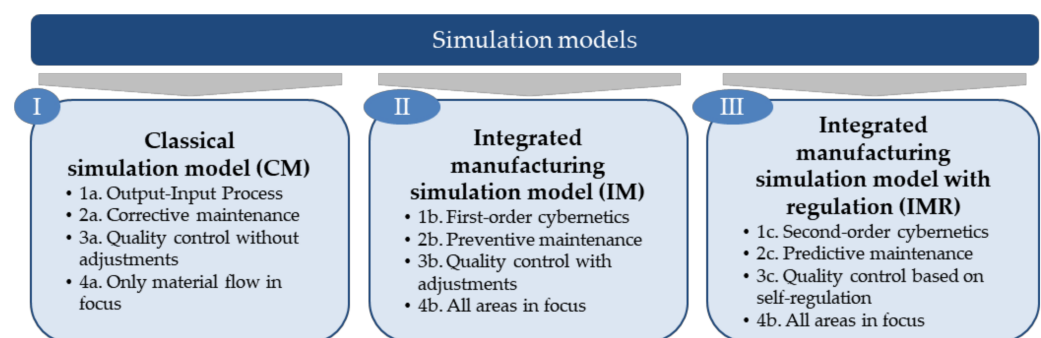 Simulation models
I
Classical
simulation model (CM)
• 1a. Output-Input Process
• 2a. Corrective maintenance
• 3a. Quality control without
adjustments
• 4a. Only material flow in
focus
II
Integrated
manufacturing
simulation model (IM)
• 1b. First-order cybernetics
• 2b. Preventive maintenance
• 3b. Quality control with
adjustments
• 4b. All areas in focus
III
Integrated
manufacturing
simulation model with
regulation (IMR)
• 1c. Second-order cybernetics
• 2c. Predictive maintenance
• 3c. Quality control based on
self-regulation
• 4b. All areas in focus